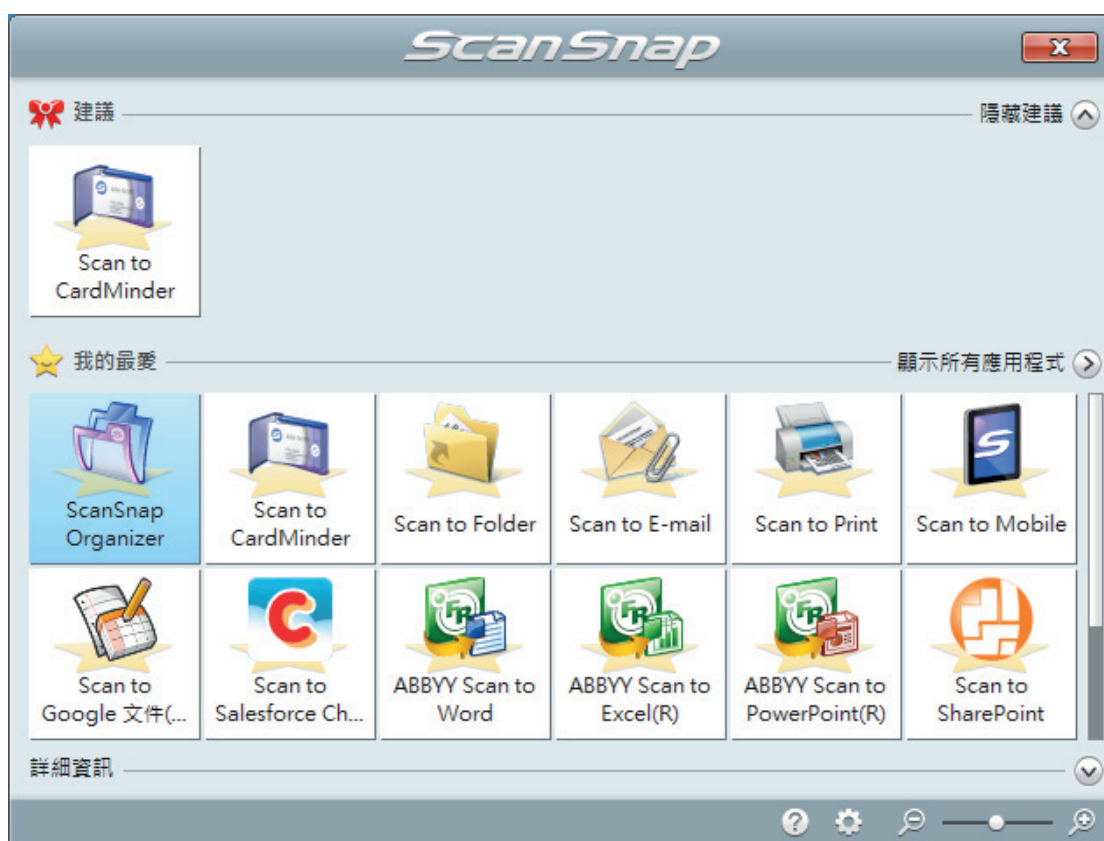 ScanSnap
X
建議
隱藏建議
Scan to
CardMinder
我的最愛
顯示所有應用程式
ScanSnap
Organizer
Scan to
CardMinder
Scan to Folder
Scan to E-mail
Scan to Print
Scan to Mobile
Scan to
Google 文件(...
Scan to
Salesforce Ch...
ABBYY Scan to
Word
ABBYY Scan to
Excel(R)
ABBYY Scan to
PowerPoint(R)
Scan to
SharePoint
詳細資訊